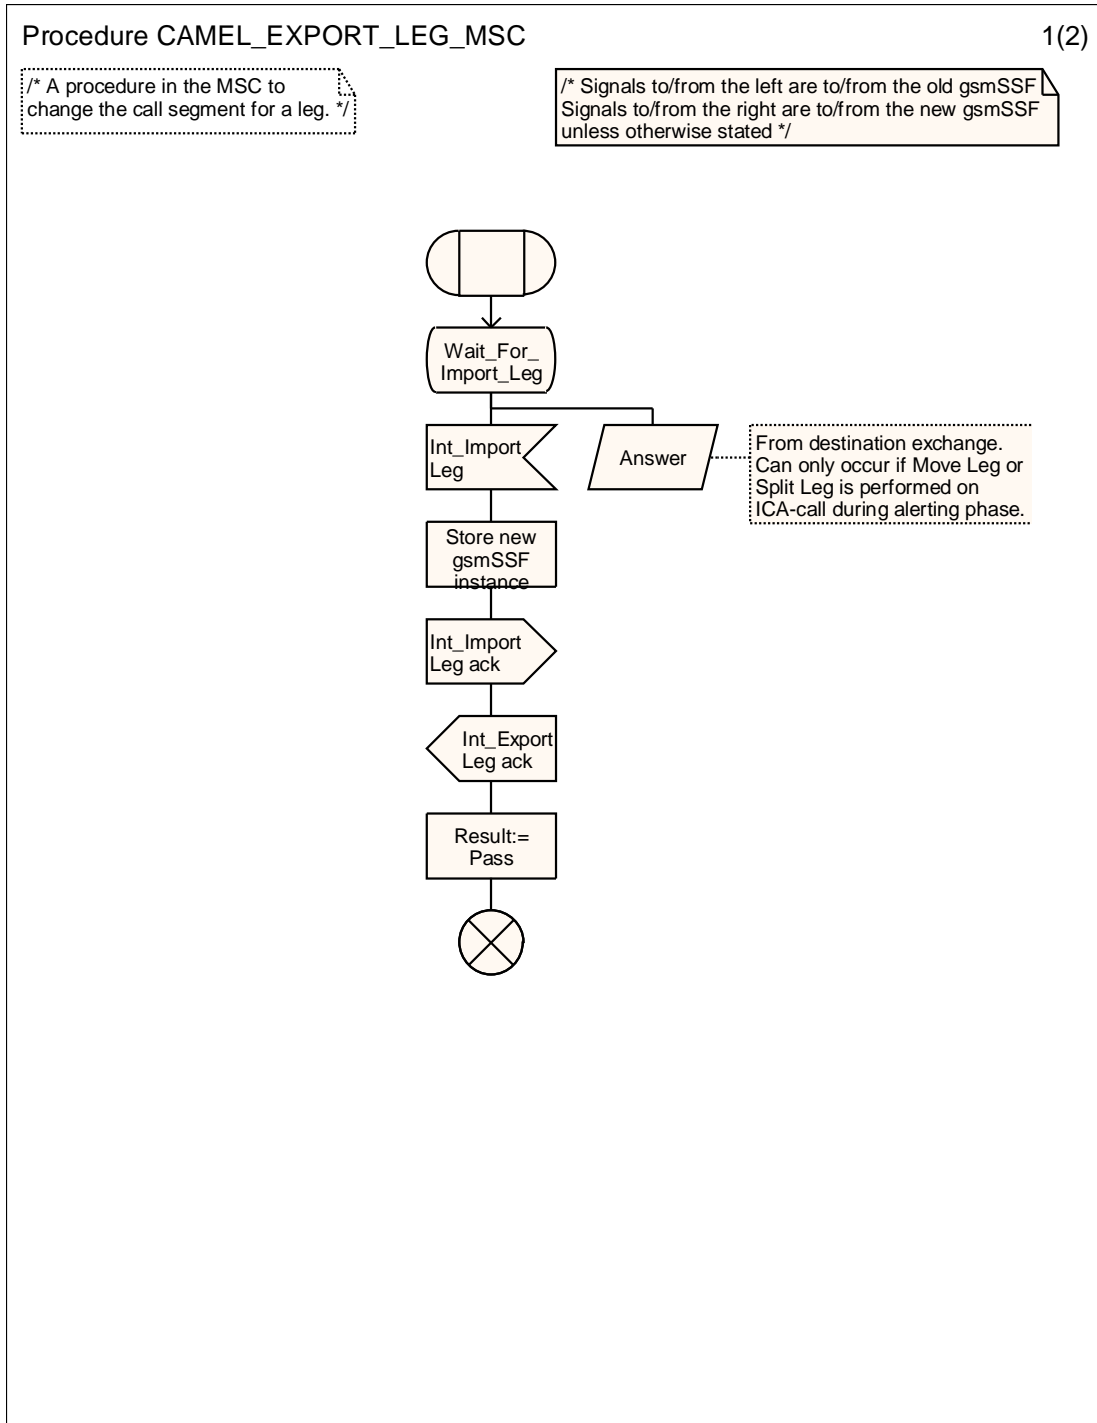 Procedure CAMEL_EXPORT_LEG_MSC
1(2)
/* A procedure in the MSC to
change the call segment for a leg. */
/* Signals to/from the left are to/from the old gsmSSF
Signals to/from the right are to/from the new gsmSSF
unless otherwise stated */
Wait_For_
Import_Leg
Int_Import
Leg
Answer
From destination exchange.
Can only occur if Move Leg or
Split Leg is performed on
ICA-call during alerting phase.
Store new
gsmSSF
instance
Int_Import
Leg ack
Int_Export
Leg ack
Result:=
Pass